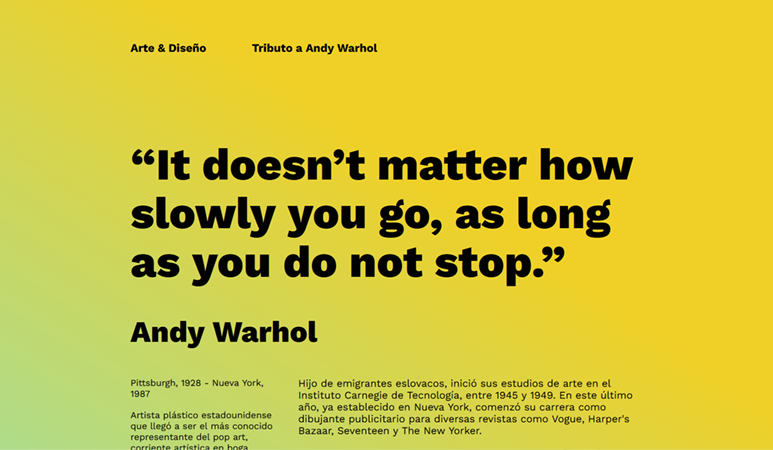 Arte & Diseño
Tributo a Andy Warhol
“It doesn’t matter how
slowly you go, as long
as you do not stop.”
Andy Warhol
Pittsburgh, 1928 - Nueva York,
1987
Artista plástico estadounidense
que llegó a ser el más conocido
representante del pop art,
corriente artística en boga
Hijo de emigrantes eslovacos, inició sus estudios de arte en el
Instituto Carnegie de Tecnología, entre 1945 y 1949. En este último
año, ya establecido en Nueva York, comenzó su carrera como
dibujante publicitario para diversas revistas como Vogue, Harper's
Bazaar, Seventeen y The New Yorker.